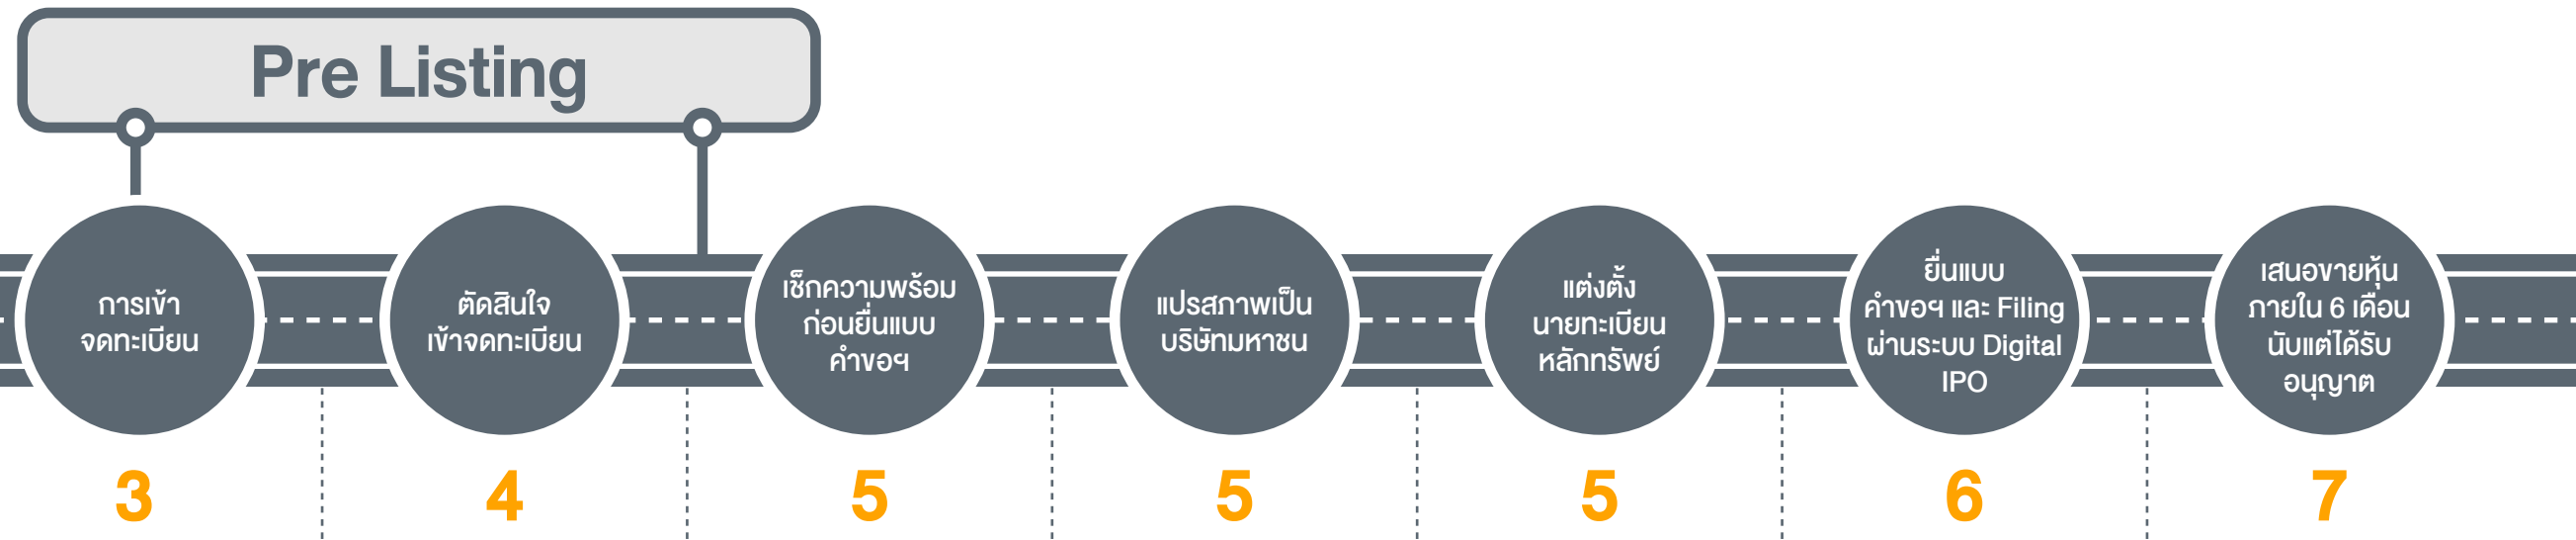 Pre Listing
การเข้า
จดทะเบียน
ตัดสินใจ
เข้าจดทะเบียน
เช็กความพร้อม
ก่อนยื่นแบบ
คำขอฯ
แปรสภาพเป็น
บริษัทมหาชน
แต่งตั้ง
นายทะเบียน
หลักทรัพย์
ยื่นแบบ
คำขอฯ และ Filing
ผ่านระบบ Digital
IPO
เสนอขายหุ้น
ภายใน 6 เดือน
นับแต่ได้รับ
อนุญาต
3
4
5
5
5
6
7